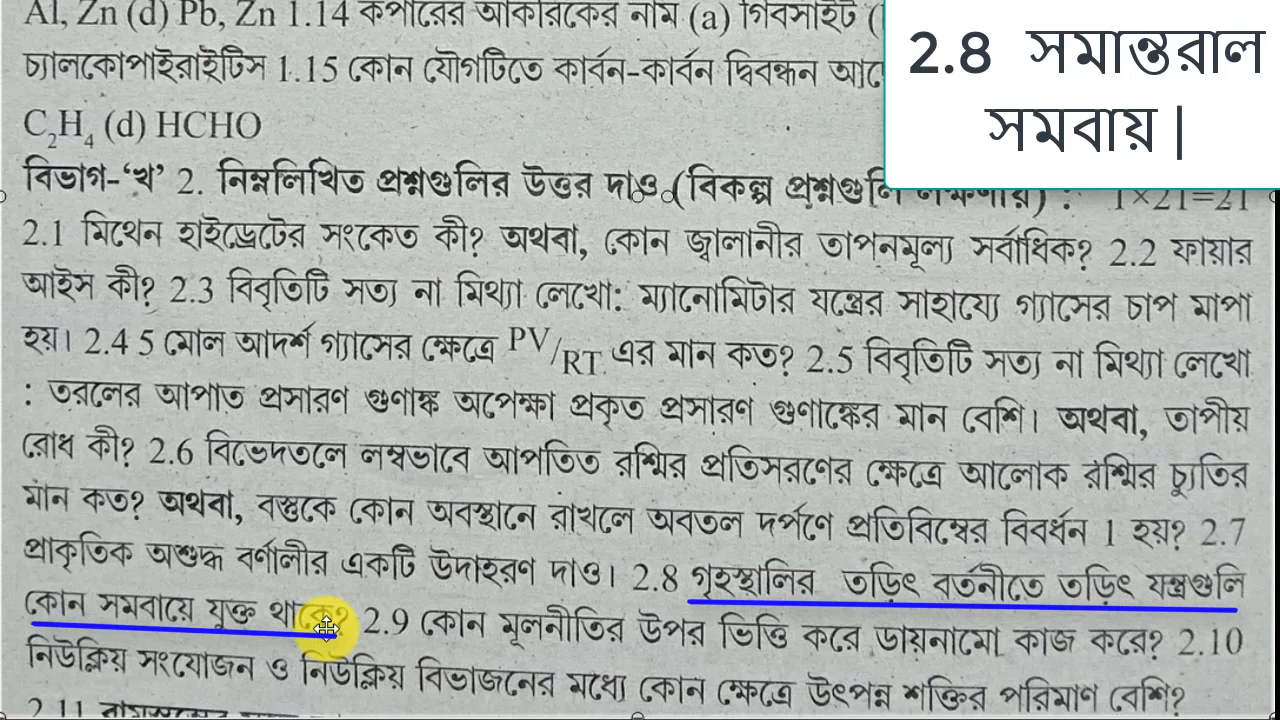 Al, Zn (d) Pb, Zn 1.14 কপারের আকরিকের নাম (a) গিবসাইট (
চ্যালকোপাইরাইটিস 1.15 কোন যৌগটিতে কার্বন-কার্বন দ্বিবন্ধন আছে
C₂H₄ (d) HCHO
2.8 সমান্তরাল
সমবায় |
বিভাগ-‘খ’ 2. নিম্নলিখিত প্রশ্নগুলির উত্তর দাও (বিকল্প প্রশ্নগুলি লক্ষণীয়) : 1×21=21
2.1 মিথেন হাইড্রেটের সংকেত কী? অথবা, কোন জ্বালানীর তাপনমূল্য সর্বাধিক? 2.2 ফায়ার
আইস কী? 2.3 বিবৃতিটি সত্য না মিথ্যা লেখো: ম্যানোমিটার যন্ত্রের সাহায্যে গ্যাসের চাপ মাপা
হয়। 2.4 5 মোল আদর্শ গ্যাসের ক্ষেত্রে PV/RT এর মান কত? 2.5 বিবৃতিটি সত্য না মিথ্যা লেখো
: তরলের আপাত প্রসারণ গুণাঙ্ক অপেক্ষা প্রকৃত প্রসারণ গুণাঙ্কের মান বেশি। অথবা, তাপীয়
রোধ কী? 2.6 বিভেদতলে লম্বভাবে আপতিত রশ্মির প্রতিসরণের ক্ষেত্রে আলোক রশ্মির চ্যুতির
মান কত? অথবা, বস্তুকে কোন অবস্থানে রাখলে অবতল দর্পণে প্রতিবিম্বের বিবর্ধন 1 হয়? 2.7
প্রাকৃতিক অশুদ্ধ বর্ণালীর একটি উদাহরণ দাও। 2.8 গৃহস্থালির তড়িৎ বর্তনীতে তড়িৎ যন্ত্রগুলি
কোন সমবায়ে যুক্ত থাকে? 2.9 কোন মূলনীতির উপর ভিত্তি করে ডায়নামো কাজ করে? 2.10
নিউক্লিয় সংযোজন ও নিউক্লিয় বিভাজনের মধ্যে কোন ক্ষেত্রে উৎপন্ন শক্তির পরিমাণ বেশি?
2.11